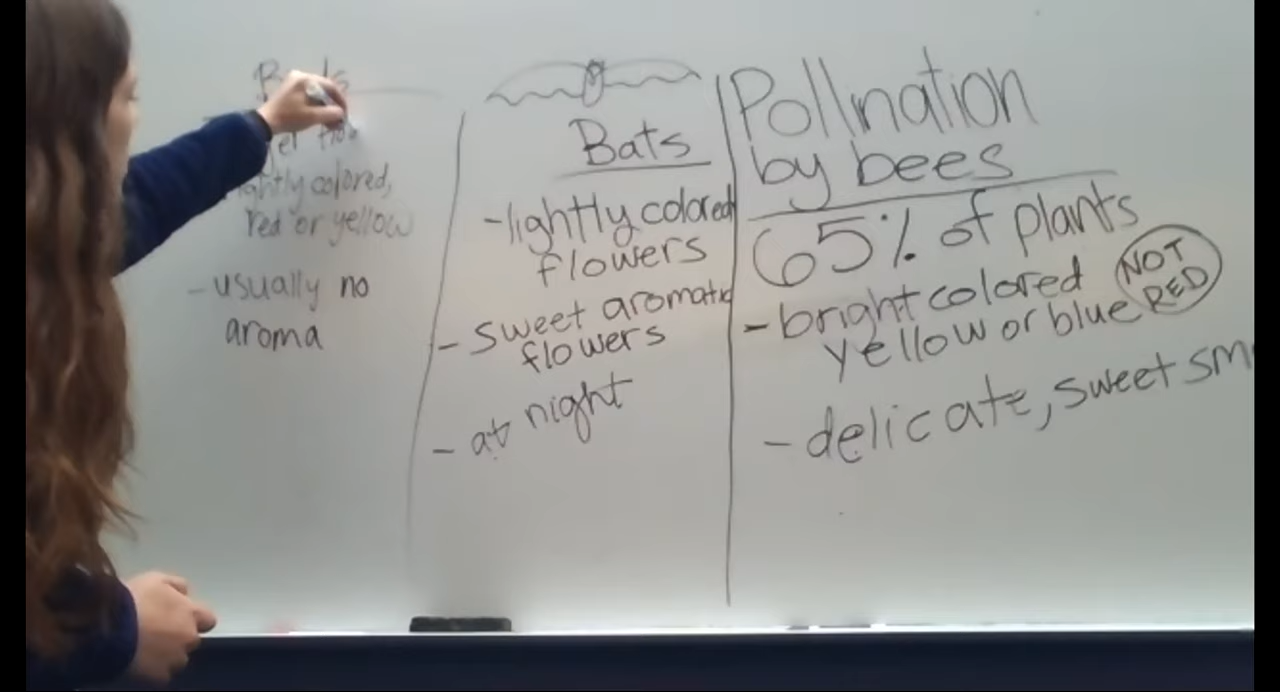 red or yellow
- usually no
aroma
Bats
- lightly colored
flowers
- sweet aromatic
flowers
- at night
Pollination
by bees
65% of plants
- bright colored
yellow or blue
NOT
RED
- delicate, sweet sm